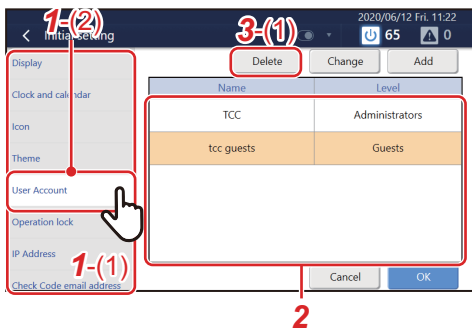 2020/06/12 Fri. 11:22
1-(2)
3-(1)
Initial setting
65
0
Display
Delete
Change
Add
Name
Level
Clock and calendar
TCC
Administrators
Icon
tcc guests
Guests
Theme
User Account
Operation lock
IP Address
1-(1)
Cancel
OK
Check Code email address
2